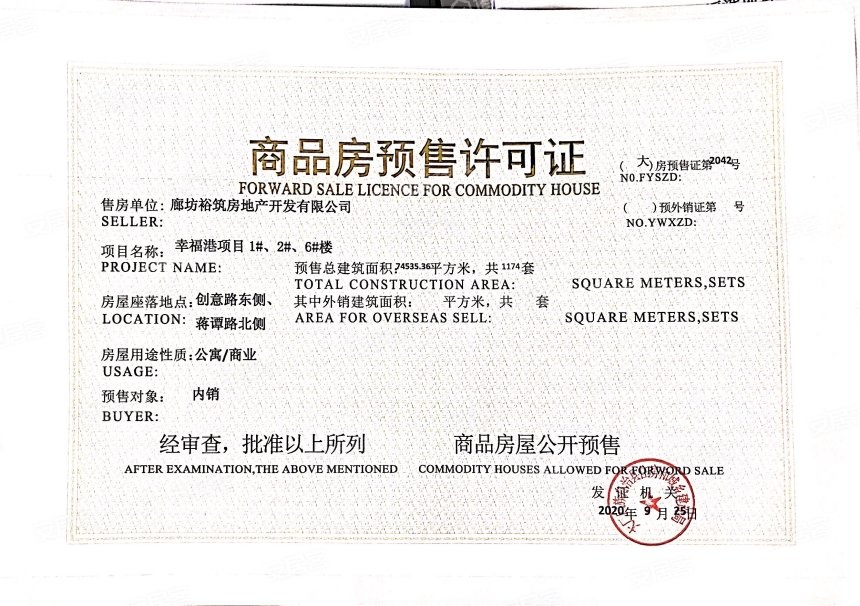 商品房预售许可证
FORWARD SALE LICENCE FOR COMMODITY HOUSE
(大)房预售证第2042号
NO.FYSZD:
售房单位: 廊坊裕筑房地产开发有限公司
SELLER:
( )预外销证第 号
NO.YWXZD:
项目名称: 幸福港项目1#、2#、6#楼
PROJECT NAME:
预售总建筑面积:74535.36平方米，共1174套
TOTAL CONSTRUCTION AREA: SQUARE METERS,SETS
房屋座落地点: 创意路东侧、
LOCATION: 蒋谭路北侧
其中外销建筑面积: 平方米，共 套
AREA FOR OVERSEAS SELL: SQUARE METERS,SETS
房屋用途性质: 公寓/商业
USAGE:
预售对象: 内销
BUYER:
经审查，批准以上所列 商品房屋公开预售
AFTER EXAMINATION,THE ABOVE MENTIONED COMMODITY HOUSES ALLOWED FOR FORWORD SALE
发证机关
2020年9月25日